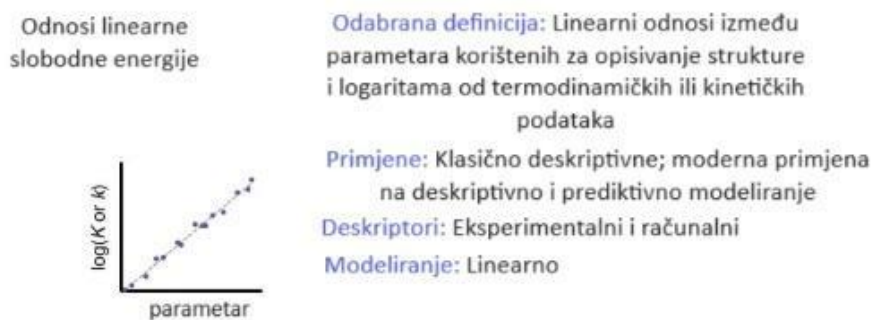 Odnosi linearne
slobodne energije
Odabrana definicija: Linearni odnosi između
parametara korištenih za opisivanje strukture
i logaritama od termodinamičkih ili kinetičkih
podataka
Primjene: Klasično deskriptivne; moderna primjena
na deskriptivno i prediktivno modeliranje
Deskriptori: Eksperimentalni i računalni
Modeliranje: Linearno
log(K or k)
parametar